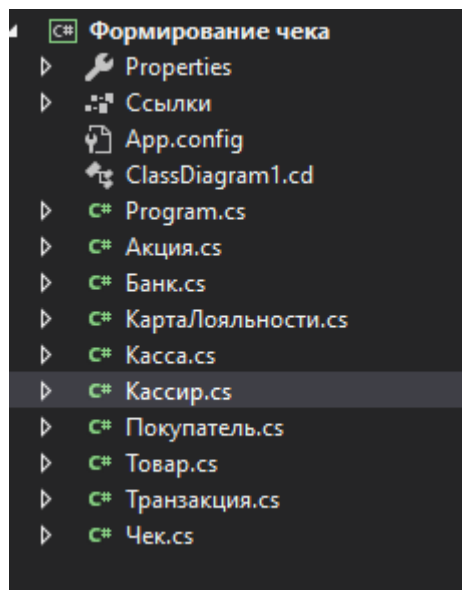 C# Формирование чека
Properties
Ссылки
App.config
ClassDiagram1.cd
C# Program.cs
C# Акция.cs
C# Банк.cs
C# КартаЛояльности.cs
C# Касса.cs
C# Кассир.cs
C# Покупатель.cs
C# Товар.cs
C# Транзакция.cs
C# Чек.cs